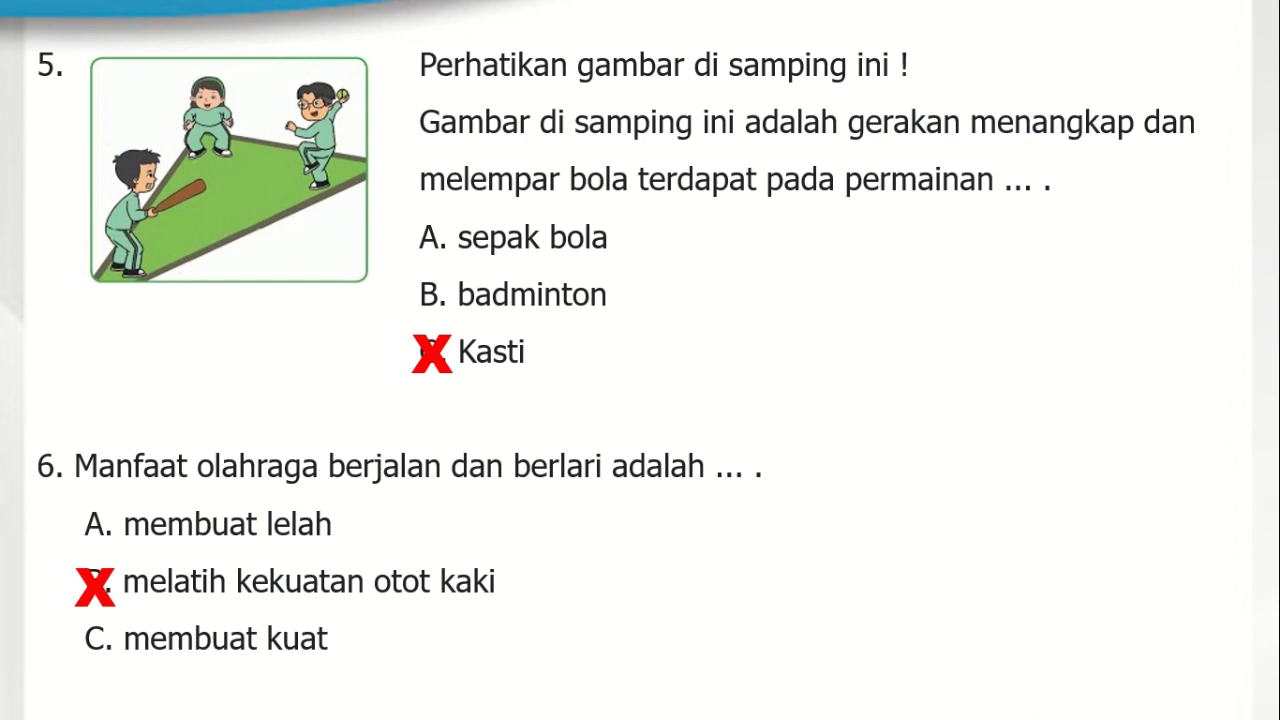 5. Perhatikan gambar di samping ini !
Gambar di samping ini adalah gerakan menangkap dan
melempar bola terdapat pada permainan ... .
A. sepak bola
B. badminton
X Kasti
6. Manfaat olahraga berjalan dan berlari adalah ... .
A. membuat lelah
X. melatih kekuatan otot kaki
C. membuat kuat